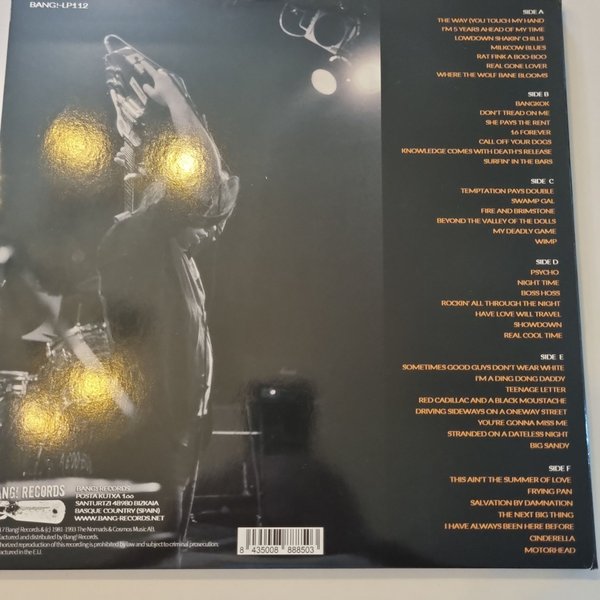 BANG!-LP112
SIDE A
THE WAY (YOU TOUCH MY HAND
I'M 5 YEARS AHEAD OF MY TIME
LOWDOWN SHAKIN' CHILLS
MILKCOW BLUES
RAT FINK A BOO-BOO
REAL GONE LOVER
WHERE THE WOLF BANE BLOOMS
SIDE B
BANGKOK
DON'T TREAD ON ME
SHE PAYS THE RENT
16 FOREVER
CALL OFF YOUR DOGS
KNOWLEDGE COMES WITH DEATH'S RELEASE
SURFIN' IN THE BARS
SIDE C
TEMPTATION PAYS DOUBLE
SWAMP GAL
FIRE AND BRIMSTONE
BEYOND THE VALLEY OF THE DOLLS
MY DEADLY GAME
WIMP
SIDE D
PSYCHO
NIGHT TIME
BOSS HOSS
ROCKIN' ALL THROUGH THE NIGHT
HAVE LOVE WILL TRAVEL
SHOWDOWN
REAL COOL TIME
SIDE E
SOMETIMES GOOD GUYS DON'T WEAR WHITE
I'M A DING DONG DADDY
TEENAGE LETTER
RED CADILLAC AND A BLACK MOUSTACHE
DRIVING SIDEWAYS ON A ONEWAY STREET
YOU'RE GONNA MISS ME
STRANDED ON A DATELESS NIGHT
BIG SANDY
SIDE F
THIS AIN'T THE SUMMER OF LOVE
FRYING PAN
SALVATION BY DAMNATION
THE NEXT BIG THING
I HAVE ALWAYS BEEN HERE BEFORE
CINDERELLA
MOTORHEAD
BANG! RECORDS
BANG! RECORDS
POSTA KUTXA 100
SANTURTZI 48980 BIZKAIA
BASQUE COUNTRY (SPAIN)
WWW.BANG-RECORDS.NET
17 Bang! Records & (c) 1981-1993 The Nomads & Cosmos Music AB.
factured and distributed by Bang! Records.
horized reproduction of this recording is prohibited by law and subject to criminal prosecution.
factured in the E.U.
8 435008 888503